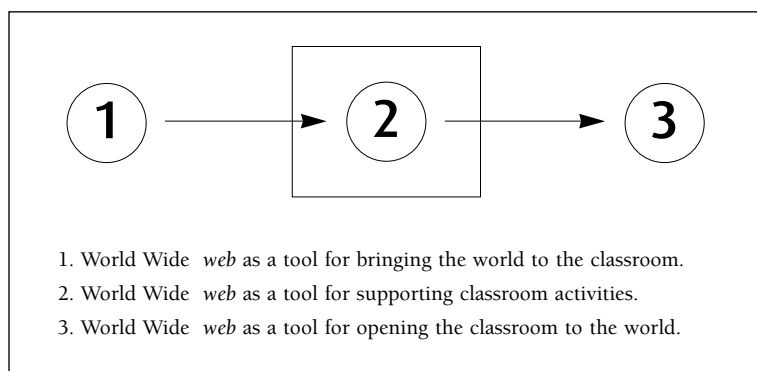 1 2 3
1. World Wide web as a tool for bringing the world to the classroom.
2. World Wide web as a tool for supporting classroom activities.
3. World Wide web as a tool for opening the classroom to the world.